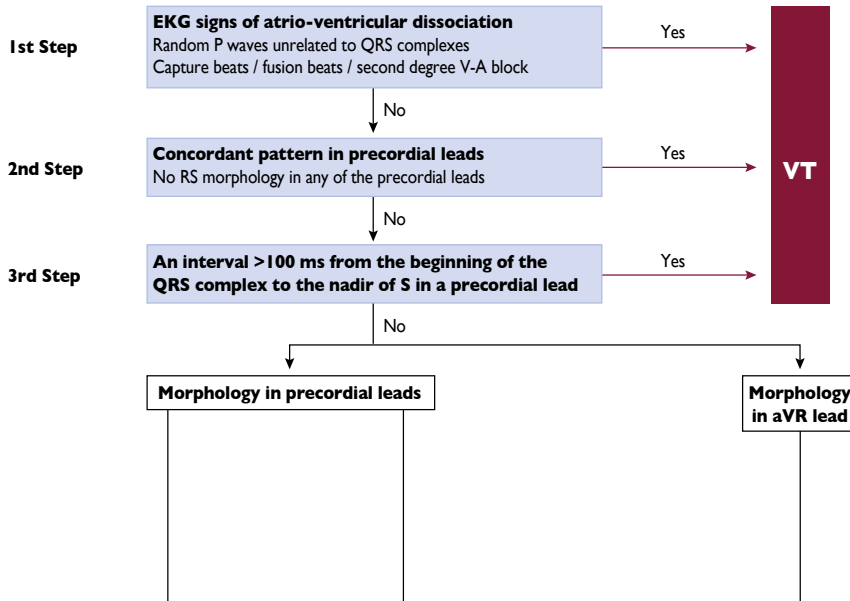 1st Step
EKG signs of atrio-ventricular dissociation
Random P waves unrelated to QRS complexes
Capture beats / fusion beats / second degree V-A block
Yes
No
2nd Step
Concordant pattern in precordial leads
No RS morphology in any of the precordial leads
Yes
VT
No
3rd Step
An interval >100 ms from the beginning of the
QRS complex to the nadir of S in a precordial lead
Yes
No
Morphology in precordial leads
Morphology
in aVR lead